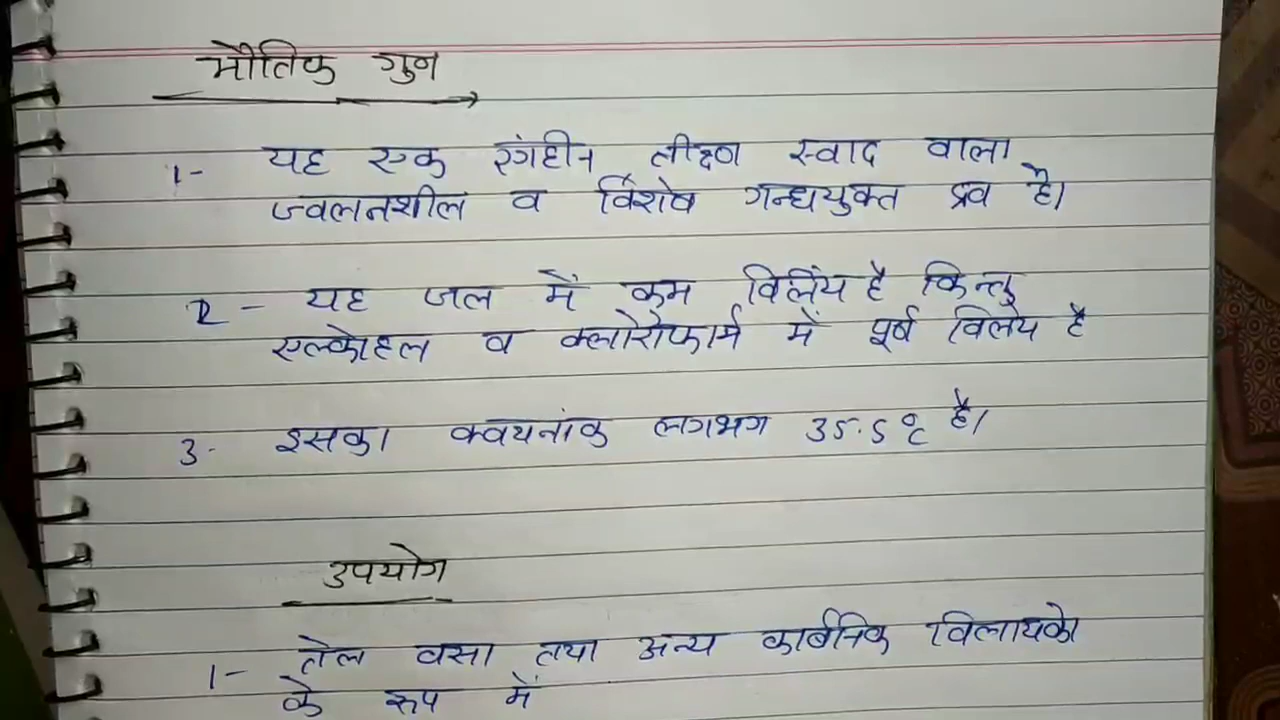 भौतिक गुन
1- यह एक रंगहीन तीक्ष्ण स्वाद वाला
ज्वलनशील व विशेष गन्धयुक्त द्रव है।
2- यह जल में कम विलेय है किन्तु
एल्कोहल व क्लोरोफार्म में पूर्ण विलेय है
3- इसका क्वथनांक लगभग 35.5℃ है।
उपयोग
1- तेल वसा तथा अन्य कार्बनिक विलायको
के रूप में